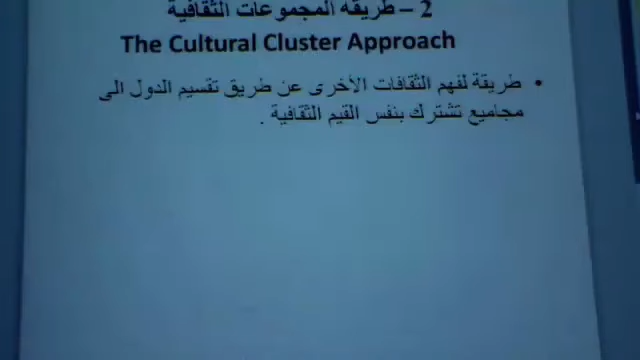 2 – طريقة المجموعات الثقافية
The Cultural Cluster Approach
• طريقة لفهم الثقافات الأخرى عن طريق تقسيم الدول الى
مجاميع تشترك بنفس القيم الثقافية .